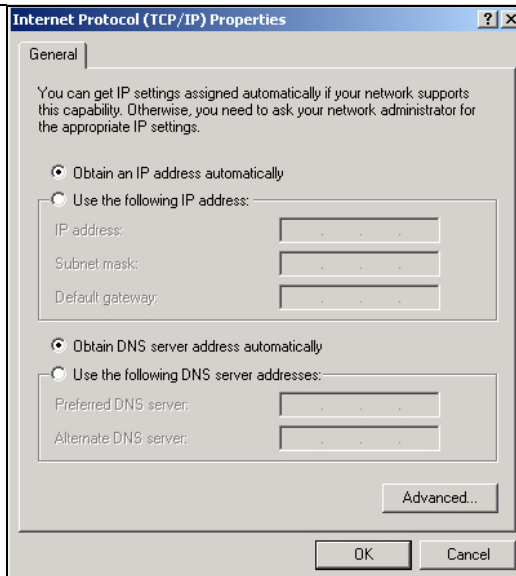 Internet Protocol (TCP/IP) Properties
General
You can get IP settings assigned automatically if your network supports
this capability. Otherwise, you need to ask your network administrator for
the appropriate IP settings.
Obtain an IP address automatically
Use the following IP address:
IP address:
Subnet mask:
Default gateway:
Obtain DNS server address automatically
Use the following DNS server addresses:
Preferred DNS server:
Alternate DNS server:
Advanced...
OK Cancel